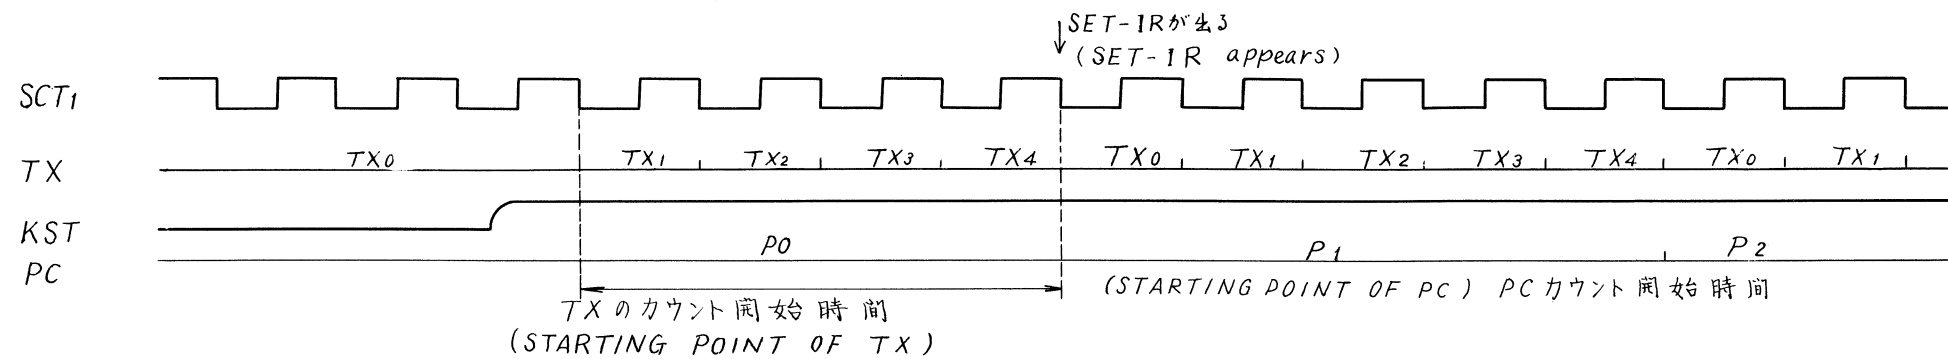 SET-IRが出る
(SET-IR appears)
SCT1
TX0 TX1 TX2 TX3 TX4 TX0 TX1 TX2 TX3 TX4 TX0 TX1
TX
KST
P0 P1 P2
PC
(STARTING POINT OF PC) PCカウント開始時間
TXのカウント開始時間
(STARTING POINT OF TX)